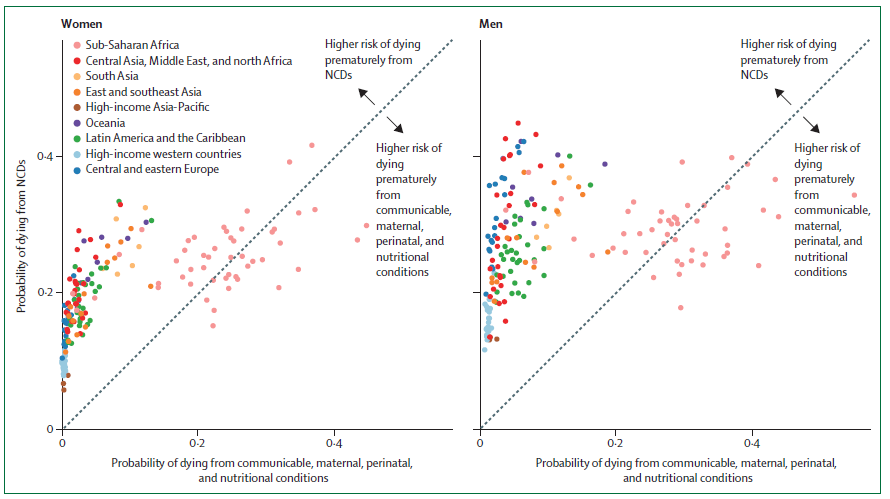 Women
Sub-Saharan Africa
Central Asia, Middle East, and north Africa
South Asia
East and southeast Asia
High-income Asia-Pacific
Oceania
Latin America and the Caribbean
High-income western countries
Central and eastern Europe
Higher risk of dying
prematurely from
NCDs
Higher risk of
dying
prematurely
from
communicable,
maternal,
perinatal, and
nutritional
conditions
Probability of dying from NCDs
0·4
0·2
0
0
0·2
0·4
Probability of dying from communicable, maternal, perinatal,
and nutritional conditions
Men
Higher risk of dying
prematurely from
NCDs
Higher risk of
dying
prematurely
from
communicable,
maternal,
perinatal, and
nutritional
conditions
0
0·2
0·4
Probability of dying from communicable, maternal, perinatal,
and nutritional conditions